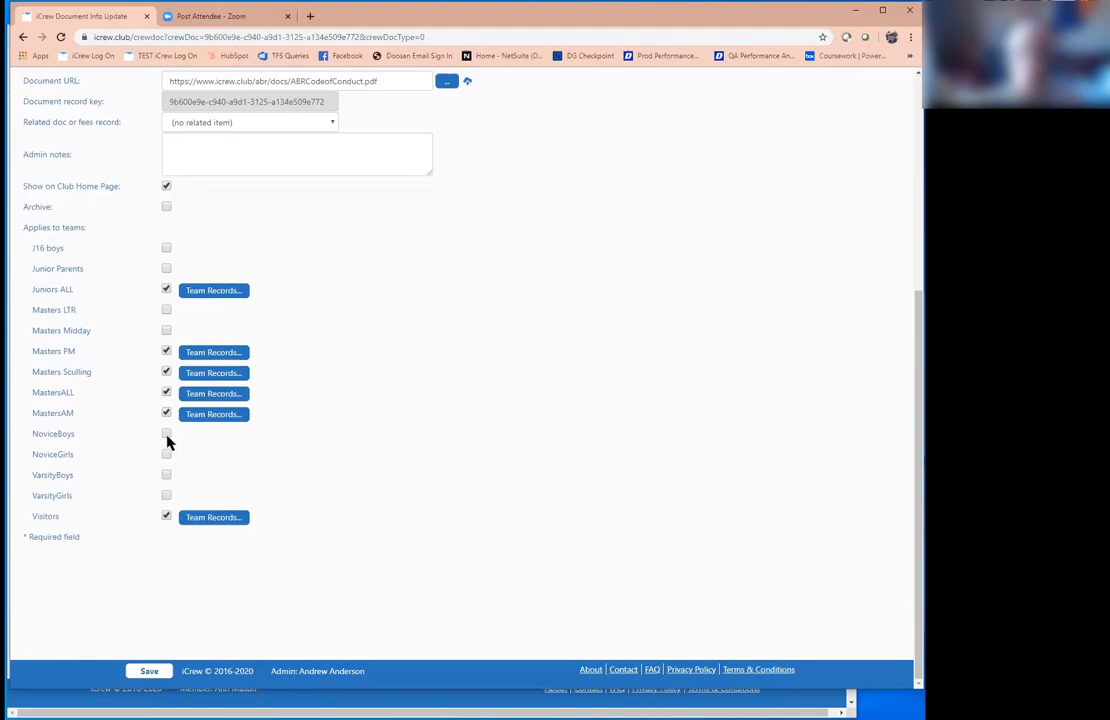 iCrew Document Info Update
Post Attendee - Zoom
icrew.club/crewdoc?crewDoc=9b600e9e-c940-a9d1-3125-a134e509e772&crewDocType=0
Apps iCrew Log On TEST iCrew Log On HubSpot TFS Queries Facebook Doosan Email Sign In Home - NetSuite (NetS... DG Checkpoint Prod Performance... QA Performance An... Coursework | Power...
Document URL: https://www.icrew.club/abr/docs/ABRCodeofConduct.pdf ...
Document record key: 9b600e9e-c940-a9d1-3125-a134e509e772
Related doc or fees record: (no related item)
Admin notes:
Show on Club Home Page:
Archive:
Applies to teams:
J16 boys
Junior Parents
Juniors ALL Team Records...
Masters LTR
Masters Midday
Masters PM Team Records...
Masters Sculling Team Records...
MastersALL Team Records...
MastersAM Team Records...
NoviceBoys
NoviceGirls
VarsityBoys
VarsityGirls
Visitors Team Records...
* Required field
Save iCrew © 2016-2020 Admin: Andrew Anderson About Contact FAQ Privacy Policy Terms & Conditions